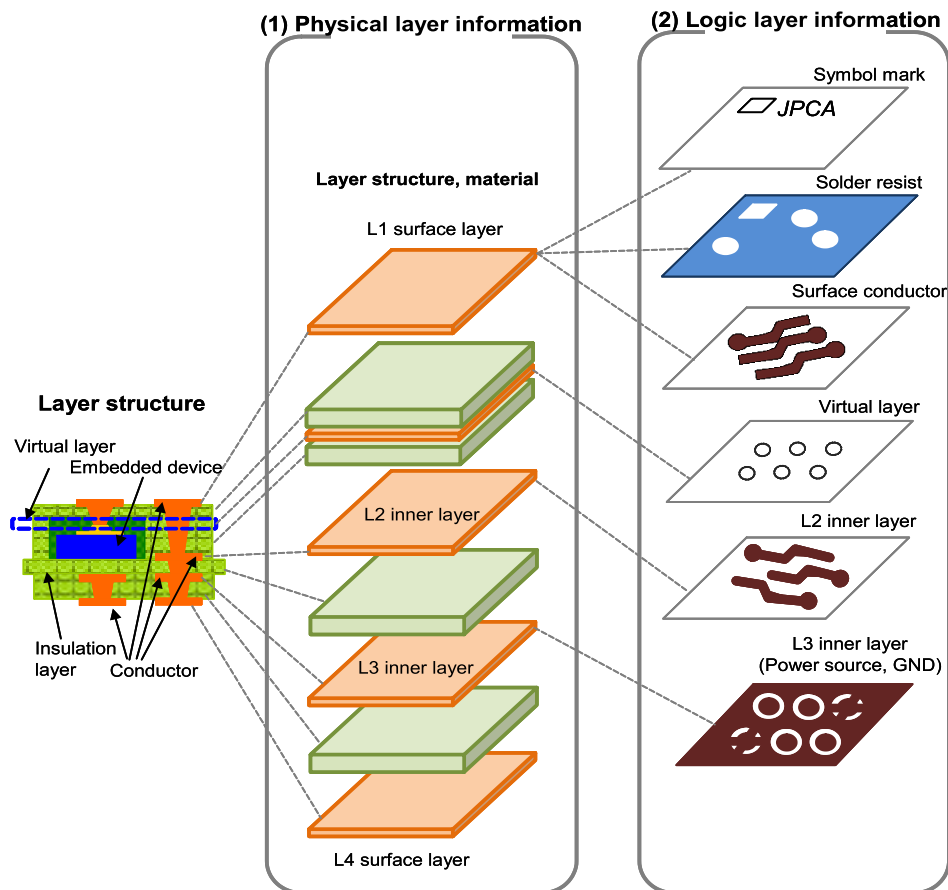 (1) Physical layer information
(2) Logic layer information
Symbol mark
JPCA
Layer structure, material
Solder resist
L1 surface layer
Surface conductor
Layer structure
Virtual layer
Virtual layer
Embedded device
L2 inner layer
L2 inner layer
Insulation
layer
Conductor
L3 inner layer
L3 inner layer
(Power source, GND)
L4 surface layer